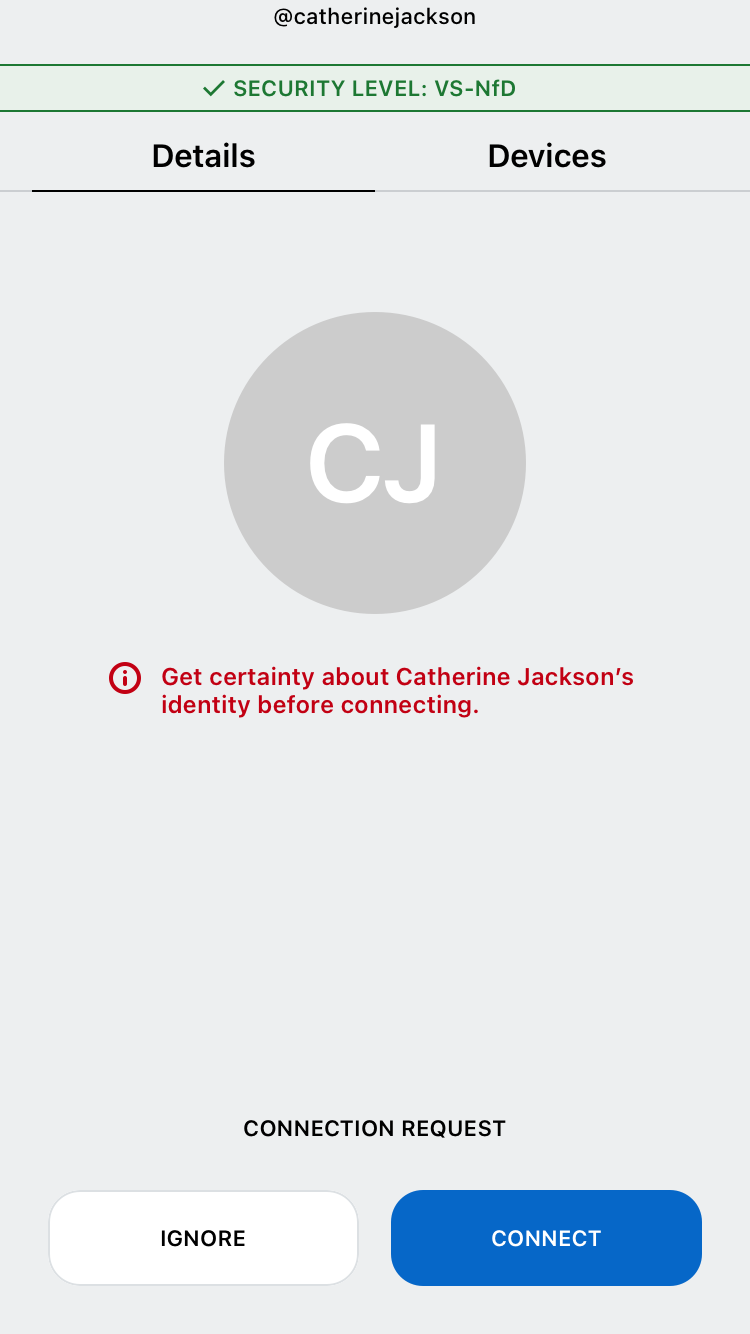 @catherinejackson
SECURITY LEVEL: VS-NfD
Details
Devices
CJ
Get certainty about Catherine Jackson’s
identity before connecting.
CONNECTION REQUEST
IGNORE
CONNECT